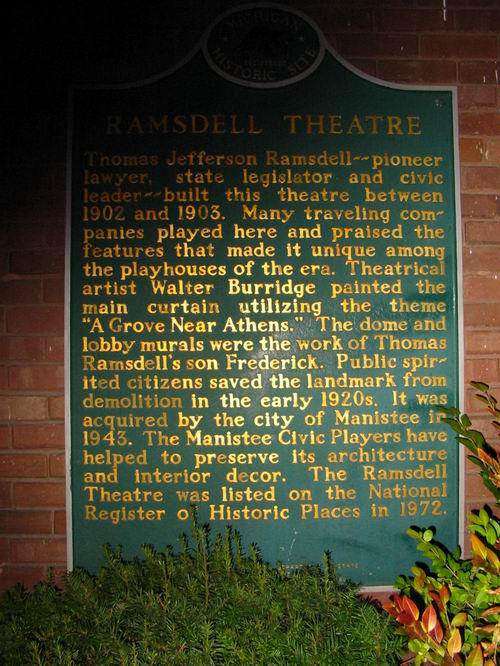 MICHIGAN
REGISTERED
HISTORIC SITE
RAMSDELL THEATRE
Thomas Jefferson Ramsdell--pioneer
lawyer, state legislator and civic
leader--built this theatre between
1902 and 1903. Many traveling com-
panies played here and praised the
features that made it unique among
the playhouses of the era. Theatrical
artist Walter Burridge painted the
main curtain utilizing the theme
"A Grove Near Athens." The dome and
lobby murals were the work of Thomas
Ramsdell's son Frederick. Public spir-
ited citizens saved the landmark from
demolition in the early 1920s. It was
acquired by the city of Manistee in
1943. The Manistee Civic Players have
helped to preserve its architecture
and interior decor. The Ramsdell
Theatre was listed on the National
Register of Historic Places in 1972.
STATE